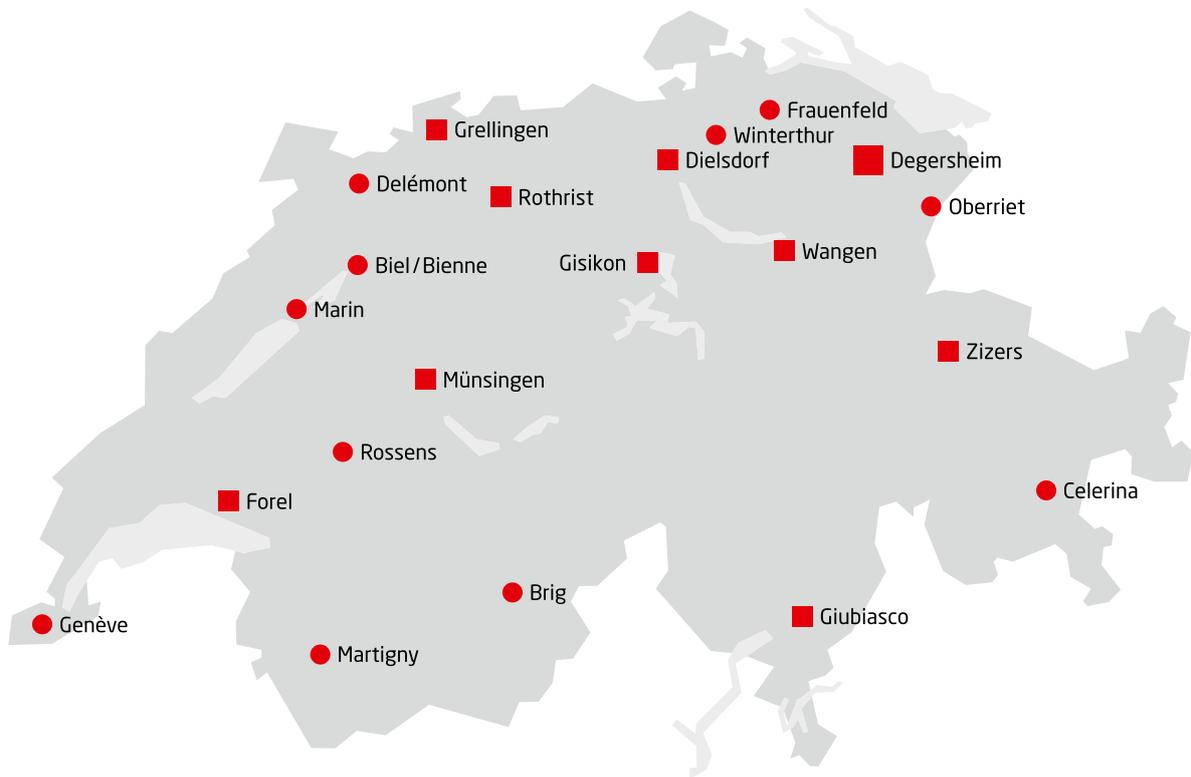 Frauenfeld
Grellingen
Winterthur
Dielsdorf
Degersheim
Delémont
Rothrist
Oberriet
Wangen
Gisikon
Biel/Bienne
Marin
Zizers
Münsingen
Rossens
Celerina
Forel
Brig
Giubiasco
Genève
Martigny